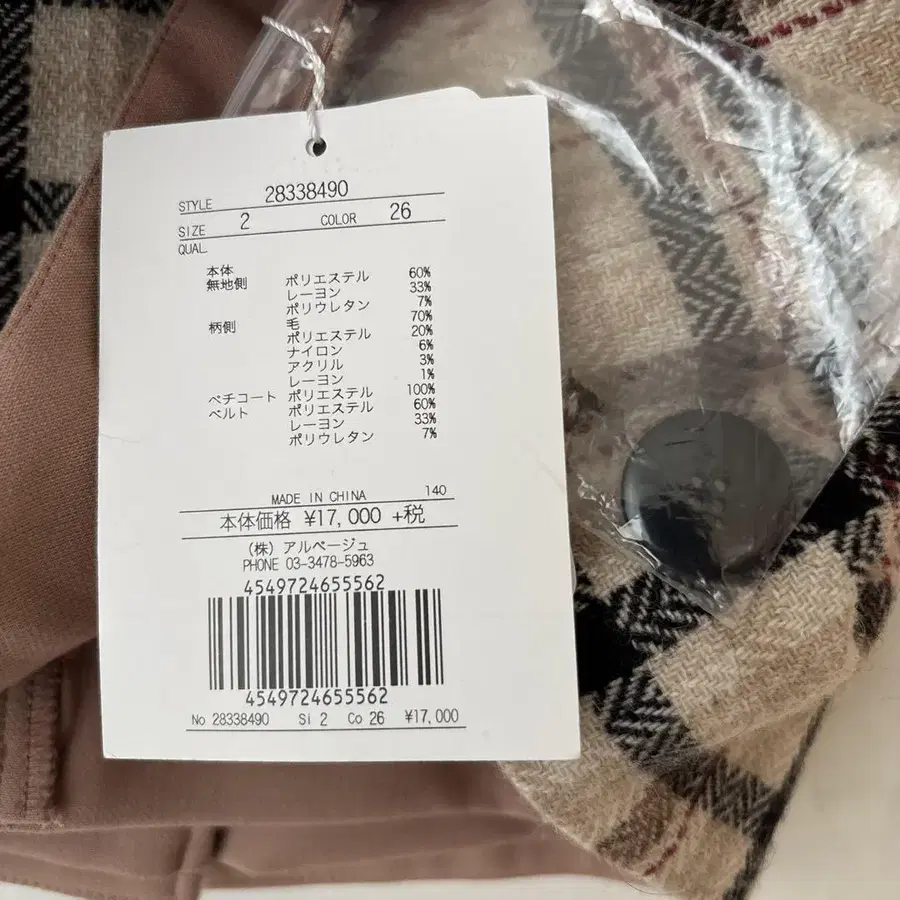 STYLE 28338490
SIZE 2 COLOR 26
QUAL.
本体
無地側 ポリエステル 60%
レーヨン 33%
ポリウレタン 7%
柄側 毛 70%
ポリエステル 20%
ナイロン 6%
アクリル 3%
レーヨン 1%
ペチコート ポリエステル 100%
ベルト ポリエステル 60%
レーヨン 33%
ポリウレタン 7%
MADE IN CHINA 140
本体価格 ¥17,000 +税
(株) アルページュ
PHONE 03-3478-5963
4549724655562
4549724655562
No 28338490 Si 2 Co 26 ¥17,000